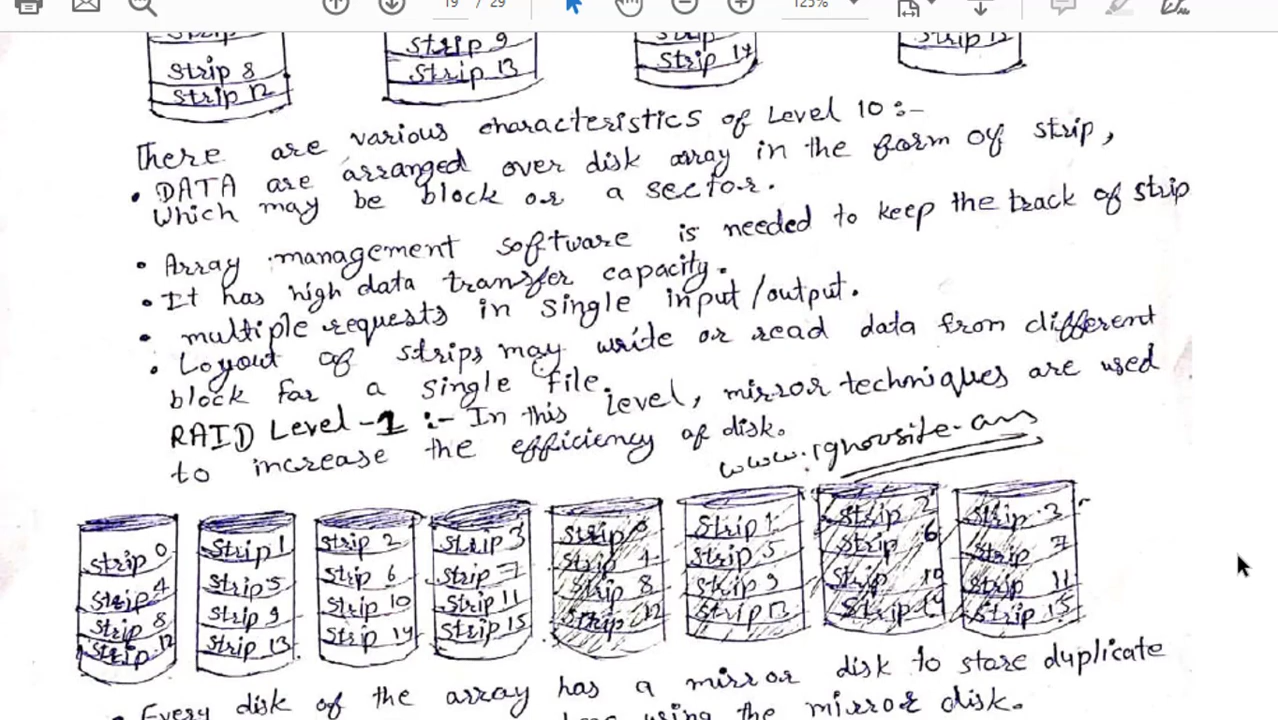 19 / 29
125%
Strip 8
Strip 12
Strip 9
Strip 13
Strip 14
There are various characteristics of Level 10 :-
• DATA are arranged over disk array in the form of strip,
which may be block or a sector.
• Array management software is needed to keep the track of strip
• It has high data transfer capacity.
• multiple requests in single input/output.
• Layout of strips may write or read data from different
block for a single file.
RAID Level -1 :- In this level, mirror techniques are used
to increase the efficiency of disk.
Strip 0
Strip 4
Strip 8
Strip 12
Strip 1
Strip 5
Strip 9
Strip 13
Strip 2
Strip 6
Strip 10
Strip 14
Strip 3
Strip 7
Strip 11
Strip 15
Strip 0
Strip 4
Strip 8
Strip 12
Strip 1
Strip 5
Strip 9
Strip 13
Strip 2
Strip 6
Strip 10
Strip 14
Strip 3
Strip 7
Strip 11
Strip 15
• Every disk of the array has a mirror disk to store duplicate
using the mirror disk.